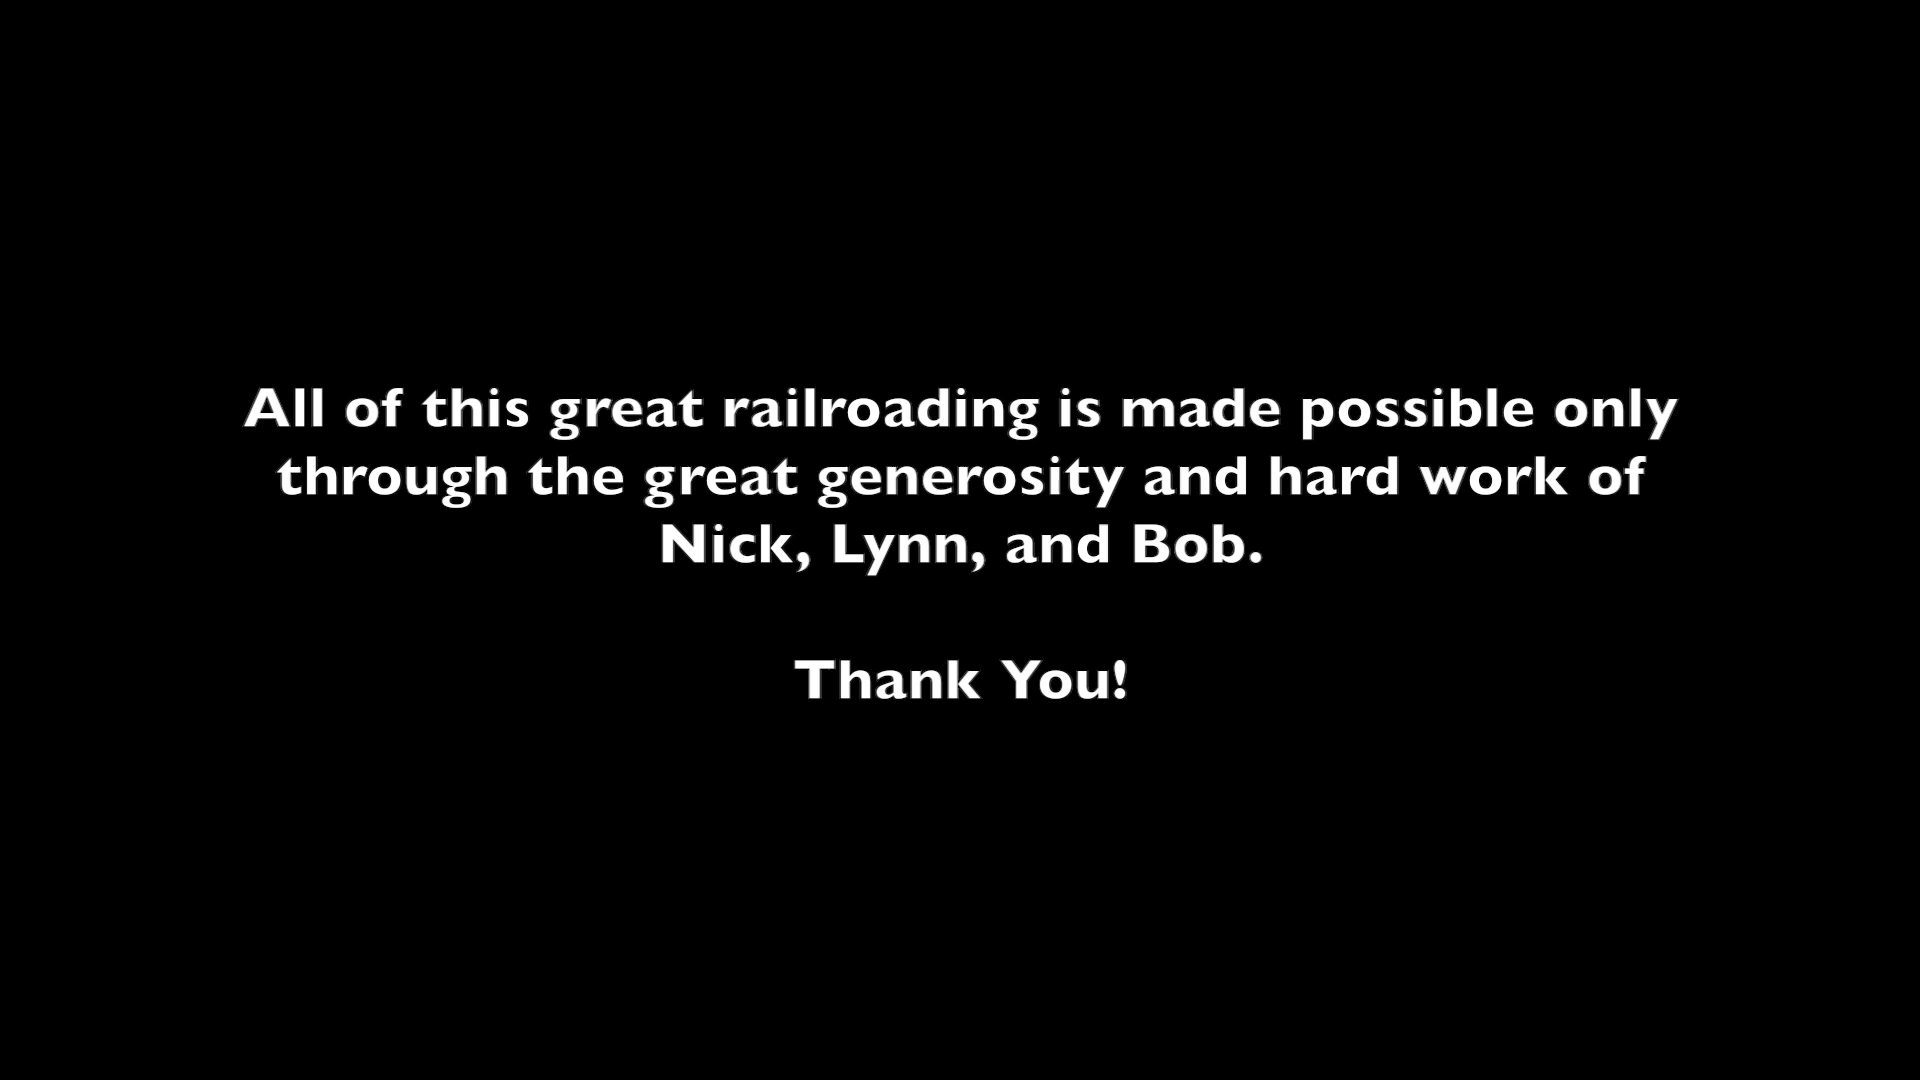 All of this great railroading is made possible only
through the great generosity and hard work of
Nick, Lynn, and Bob.
Thank You!